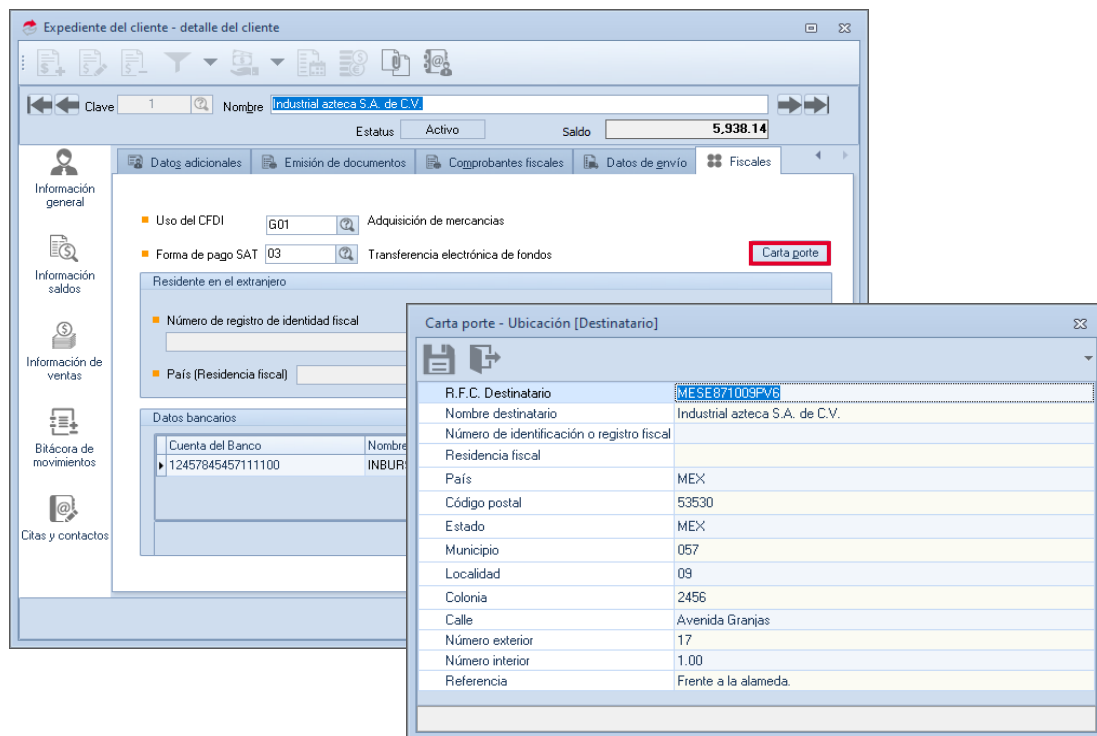 Expediente del cliente - detalle del cliente
Clave 1 Nombre Industrial azteca S.A. de C.V.
Estatus Activo Saldo 5,938.14
Información general
Información saldos
Información de ventas
Bitácora de movimientos
Citas y contactos
Datos adicionales Emisión de documentos Comprobantes fiscales Datos de envío Fiscales
Uso del CFDI G01 Adquisición de mercancias
Forma de pago SAT 03 Transferencia electrónica de fondos Carta porte
Residente en el extranjero
Número de registro de identidad fiscal
País (Residencia fiscal)
Datos bancarios
Cuenta del Banco Nombre
12457845457111100 INBURS
Carta porte - Ubicación [Destinatario]
R.F.C. Destinatario MESE871009PV6
Nombre destinatario Industrial azteca S.A. de C.V.
Número de identificación o registro fiscal
Residencia fiscal
País MEX
Código postal 53530
Estado MEX
Municipio 057
Localidad 09
Colonia 2456
Calle Avenida Granjas
Número exterior 17
Número interior 1.00
Referencia Frente a la alameda.